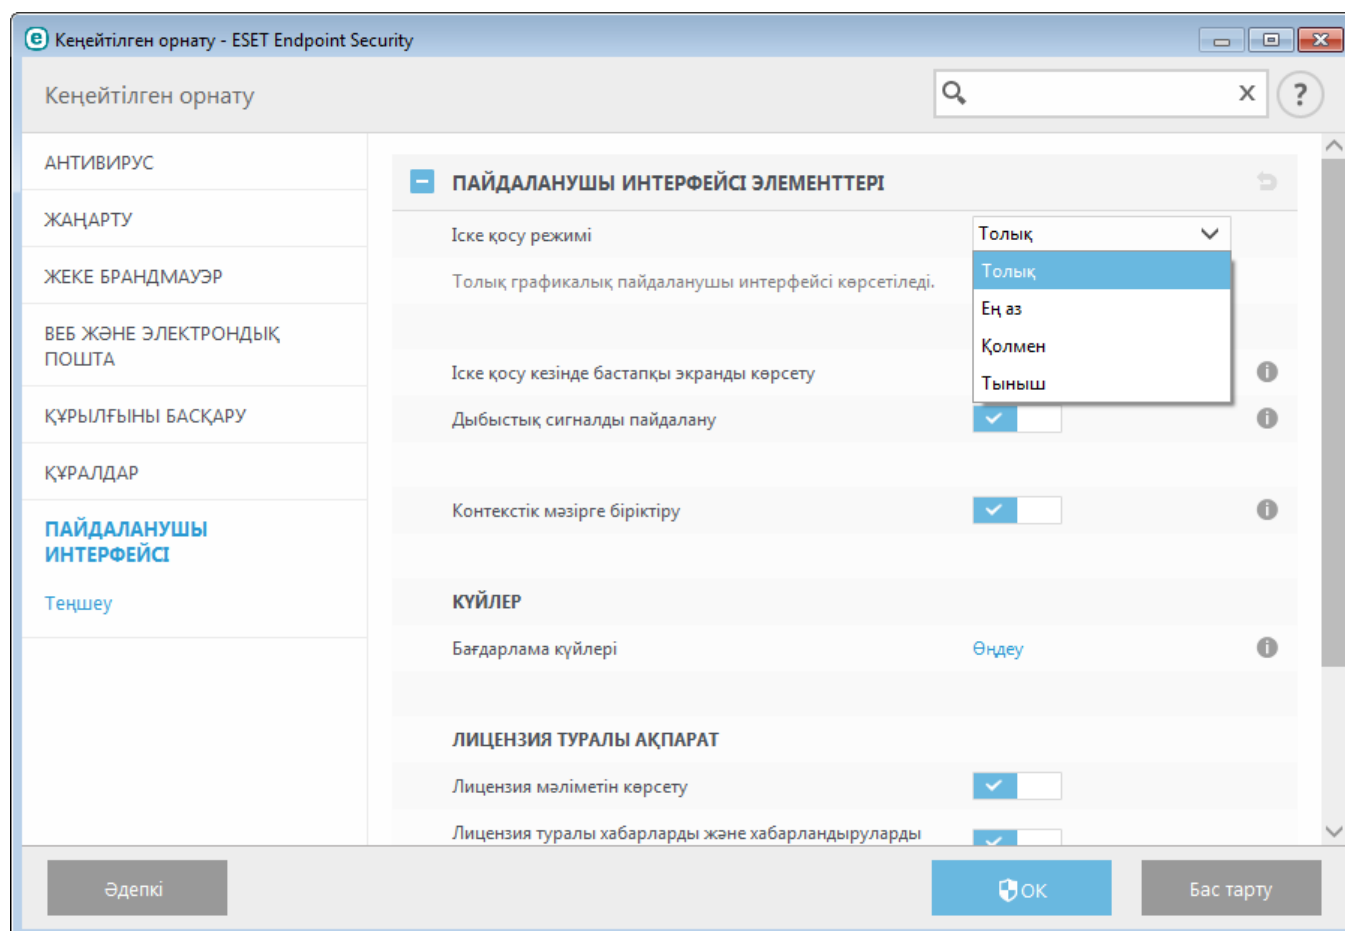 Кеңейтілген орнату - ESET Endpoint Security
Кеңейтілген орнату
АНТИВИРУС
ЖАҢАРТУ
ЖЕКЕ БРАНДМАУЭР
ВЕБ ЖӘНЕ ЭЛЕКТРОНДЫҚ
ПОШТА
ҚҰРЫЛҒЫНЫ БАСҚАРУ
ҚҰРАЛДАР
ПАЙДАЛАНУШЫ
ИНТЕРФЕЙСІ
Теңшеу
ПАЙДАЛАНУШЫ ИНТЕРФЕЙСІ ЭЛЕМЕНТТЕРІ
Іске қосу режимі
Толық
Толық графикалық пайдаланушы интерфейсі көрсетіледі.
Толық
Ең аз
Қолмен
Тыныш
Іске қосу кезінде бастапқы экранды көрсету
Дыбыстық сигналды пайдалану
Контекстік мәзірге біріктіру
КҮЙЛЕР
Бағдарлама күйлері
Өңдеу
ЛИЦЕНЗИЯ ТУРАЛЫ АҚПАРАТ
Лицензия мәліметін көрсету
Лицензия туралы хабарларды және хабарландыруларды
Әдепкі
ОК
Бас тарту